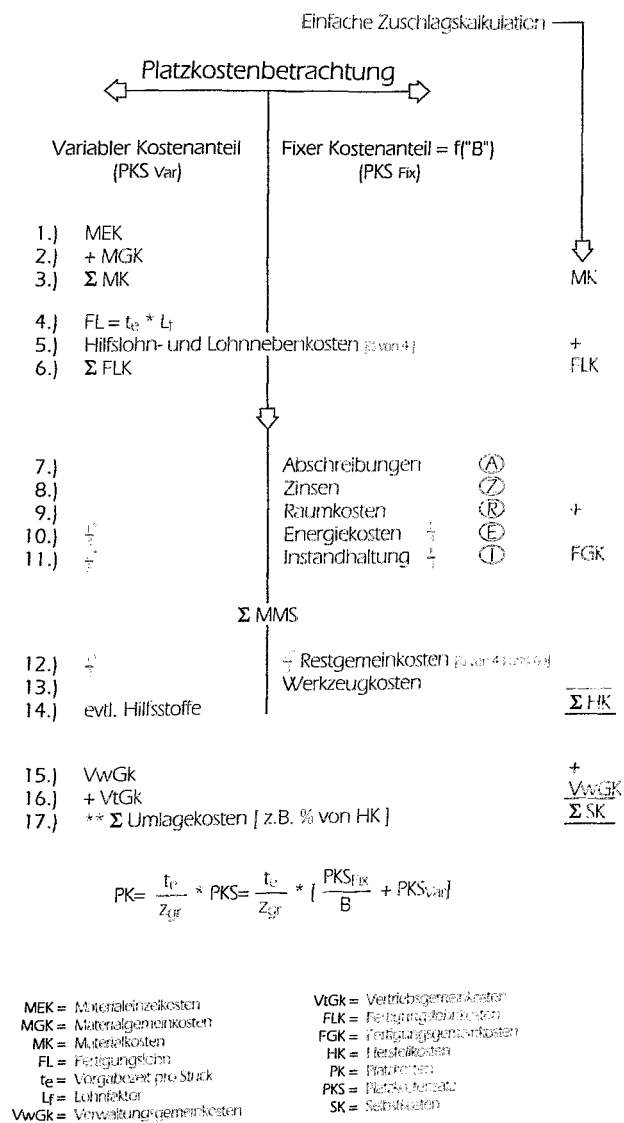 Einfache Zuschlagskalkulation
Platzkostenbetrachtung
Variabler Kostenanteil
(PKS Var)
Fixer Kostenanteil = f("B")
(PKS Fix)
1.) MEK
2.) + MGK
3.) Σ MK MK
4.) FL = te * Lf
5.) Hilfslohn- und Lohnnebenkosten +
6.) Σ FLK FLK
7.) Abschreibungen A
8.) Zinsen Z
9.) Raumkosten R +
10.) Energiekosten E
11.) Instandhaltung I FGK
Σ MMS
12.) Restgemeinkosten
13.) Werkzeugkosten
14.) evtl. Hilfsstoffe Σ HK
15.) VwGk +
16.) + VtGk VwGK
17.) ** Σ Umlagekosten [ z.B. % von HK ] Σ SK
PK= te / zgr * PKS= te / zgr * [ PKSFix / B + PKSVar]
MEK = Materialeinzelkosten
MGK = Materialgemeinkosten
MK = Materialkosten
FL = Fertigungslohn
te = Vorgabezeit pro Stück
Lf = Lohnfaktor
VwGk = Verwaltungsgemeinkosten
VtGk = Vertriebsgemeinkosten
FLK = Fertigungslohnkosten
FGK = Fertigungsgemeinkosten
HK = Herstellkosten
PK = Platzkosten
PKS = Platzkostensatz
SK = Selbstkosten